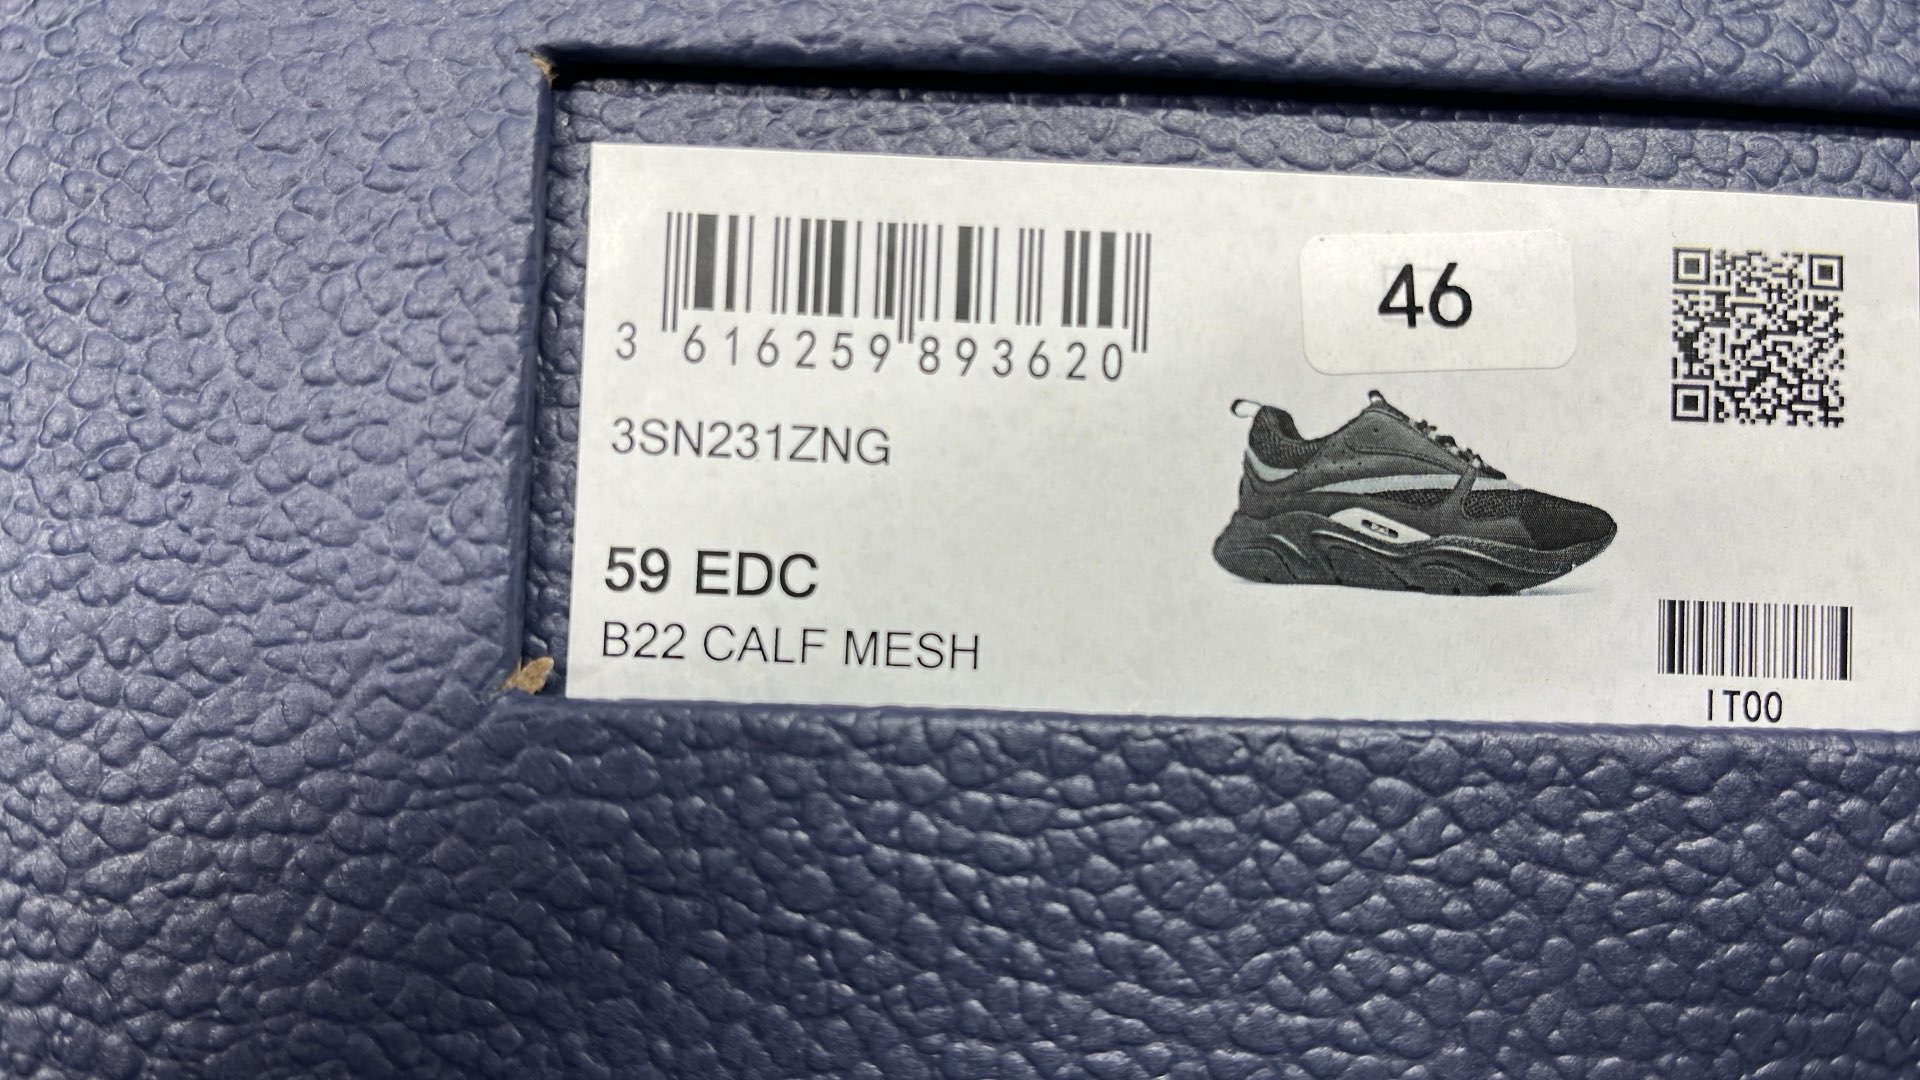 3 616259 893620
46
3SN231ZNG
59 EDC
B22 CALF MESH
IT00